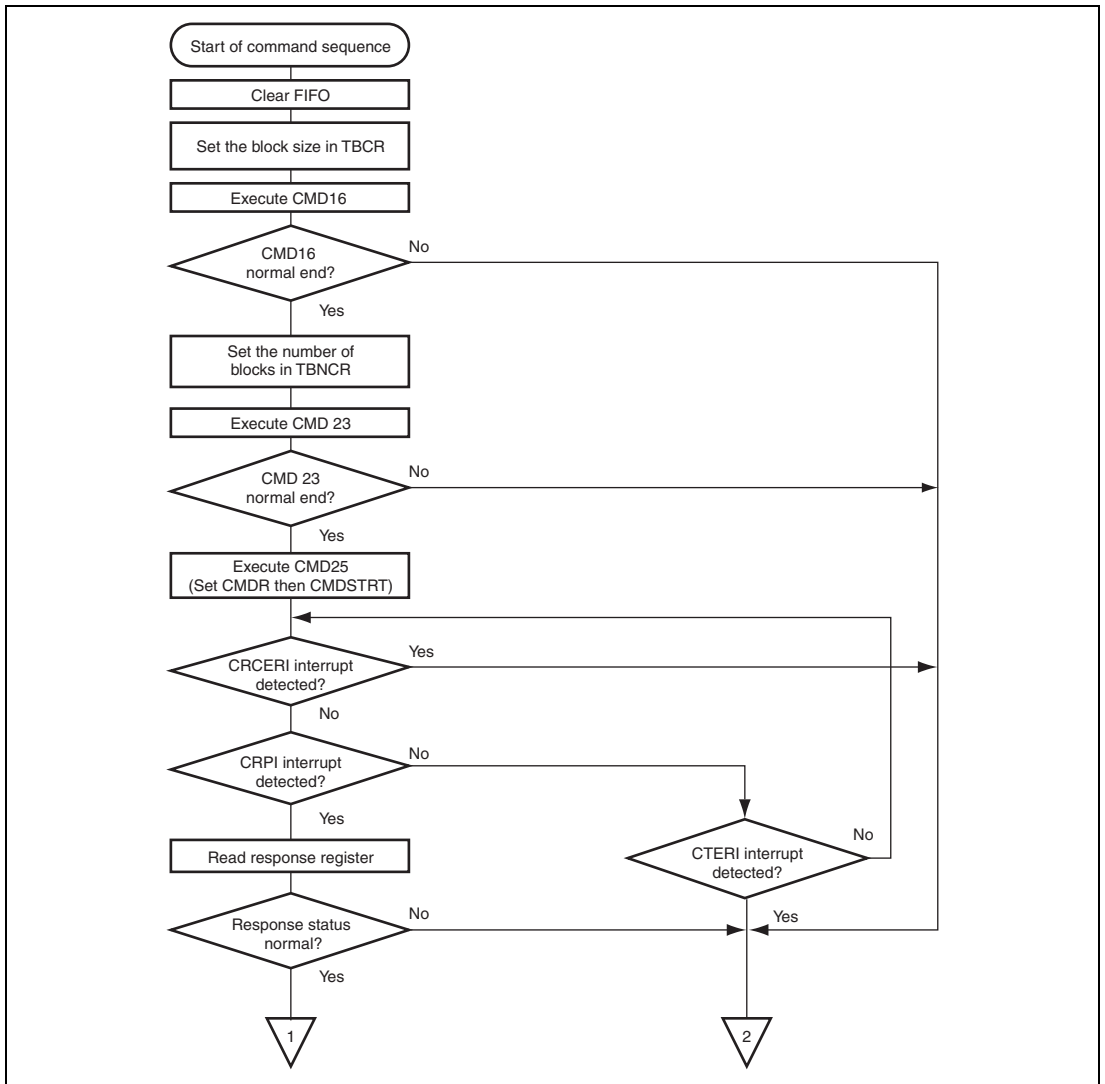 Start of command sequence
Clear FIFO
Set the block size in TBCR
Execute CMD16
CMD16
normal end?
No
Yes
Set the number of
blocks in TBNCR
Execute CMD 23
CMD 23
normal end?
No
Yes
Execute CMD25
(Set CMDR then CMDSTRT)
CRCERI interrupt
detected?
Yes
No
CRPI interrupt
detected?
No
Yes
Read response register
CTERI interrupt
detected?
No
Yes
Response status
normal?
No
Yes
1
2